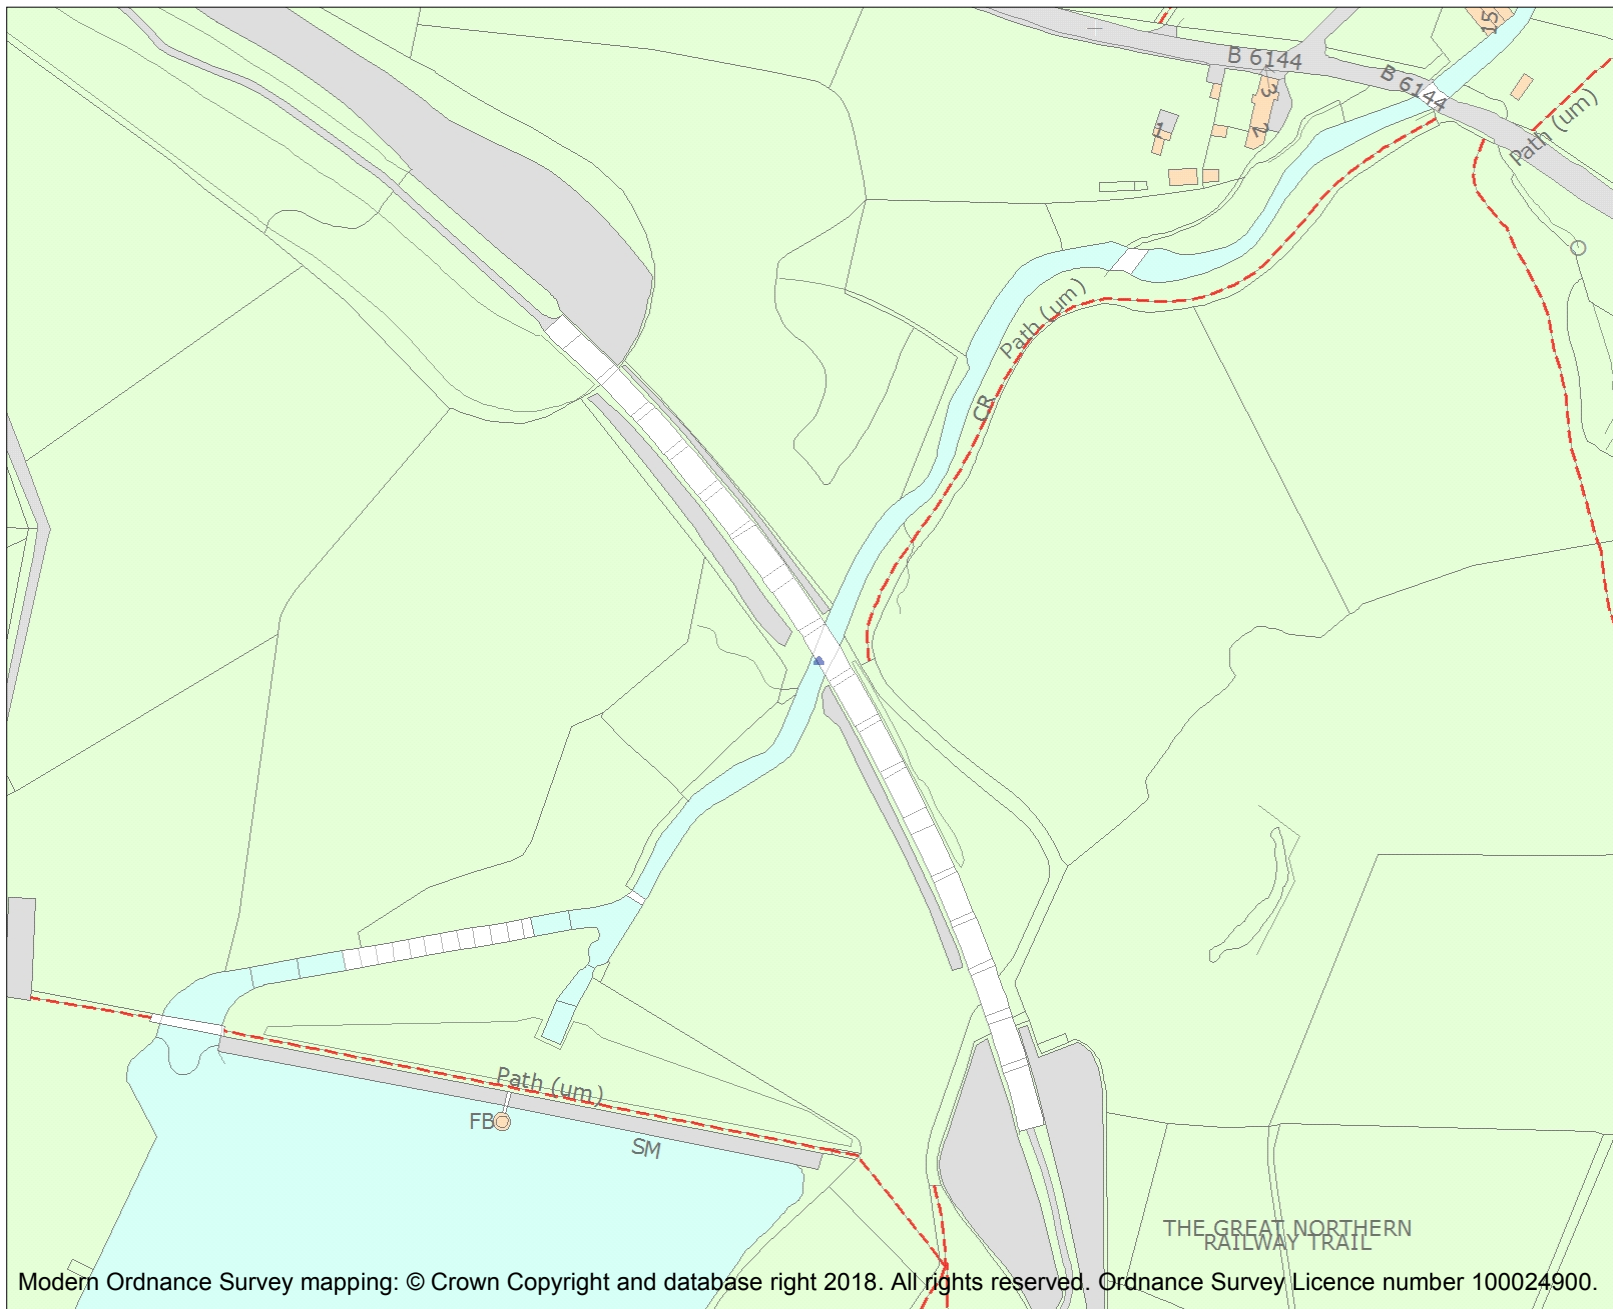 15
B 6144
B 6144
3
2
1
Path (um)
Path (um)
CR
Path (um)
FB
SM
THE GREAT NORTHERN
RAILWAY TRAIL
Modern Ordnance Survey mapping: © Crown Copyright and database right 2018. All rights reserved. Ordnance Survey Licence number 100024900.